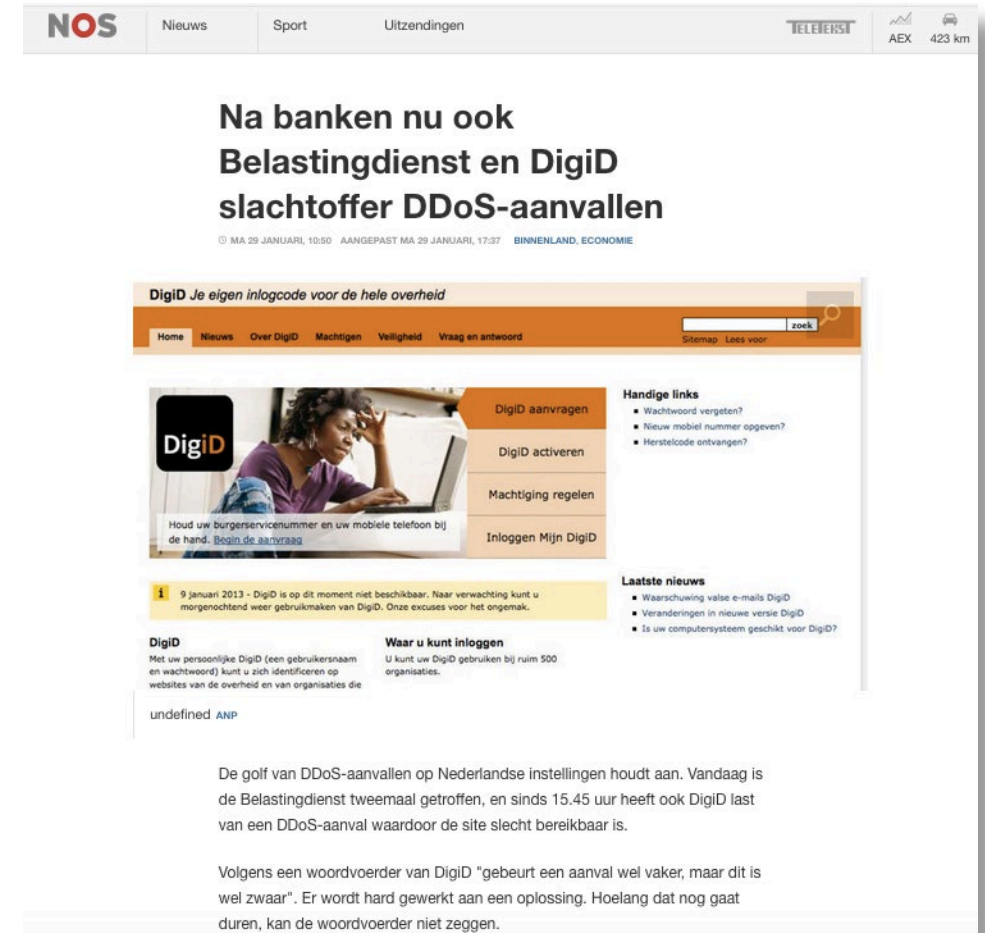 NOS Nieuws Sport Uitzendingen TELETEKST AEX 423 km
Na banken nu ook
Belastingdienst en DigiD
slachtoffer DDoS-aanvallen
MA 29 JANUARI, 10:50 AANGEPAST MA 29 JANUARI, 17:37 BINNENLAND, ECONOMIE
DigiD Je eigen inlogcode voor de hele overheid
Home Nieuws Over DigiD Machtigen Veiligheid Vraag en antwoord
zoek
Sitemap Lees voor
DigiD
Houd uw burgerservicenummer en uw mobiele telefoon bij
de hand. Begin de aanvraag
DigiD aanvragen
DigiD activeren
Machtiging regelen
Inloggen Mijn DigiD
Handige links
Wachtwoord vergeten?
Nieuw mobiel nummer opgeven?
Herstelcode ontvangen?
i 9 januari 2013 - DigiD is op dit moment niet beschikbaar. Naar verwachting kunt u
morgenochtend weer gebruikmaken van DigiD. Onze excuses voor het ongemak.
Laatste nieuws
Waarschuwing valse e-mails DigiD
Veranderingen in nieuwe versie DigiD
Is uw computersysteem geschikt voor DigiD?
DigiD
Met uw persoonlijke DigiD (een gebruikersnaam
en wachtwoord) kunt u zich identificeren op
websites van de overheid en van organisaties die
Waar u kunt inloggen
U kunt uw DigiD gebruiken bij ruim 500
organisaties.
undefined ANP
De golf van DDoS-aanvallen op Nederlandse instellingen houdt aan. Vandaag is
de Belastingdienst tweemaal getroffen, en sinds 15.45 uur heeft ook DigiD last
van een DDoS-aanval waardoor de site slecht bereikbaar is.
Volgens een woordvoerder van DigiD "gebeurt een aanval wel vaker, maar dit is
wel zwaar". Er wordt hard gewerkt aan een oplossing. Hoelang dat nog gaat
duren, kan de woordvoerder niet zeggen.